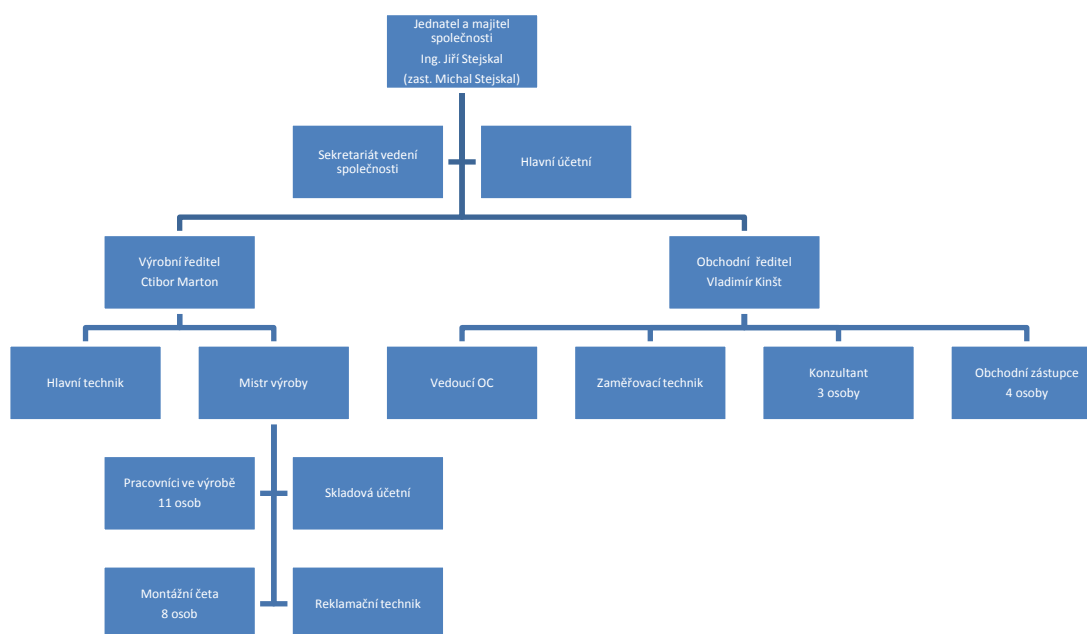 Jednatel a majitel
společnosti
Ing. Jiří Stejskal
(zast. Michal Stejskal)
Sekretariát vedení
společnosti
Hlavní účetní
Výrobní ředitel
Ctibor Marton
Obchodní ředitel
Vladimír Kinšt
Hlavní technik
Mistr výroby
Vedoucí OC
Zaměřovací technik
Konzultant
3 osoby
Obchodní zástupce
4 osoby
Pracovníci ve výrobě
11 osob
Skladová účetní
Montážní četa
8 osob
Reklamační technik